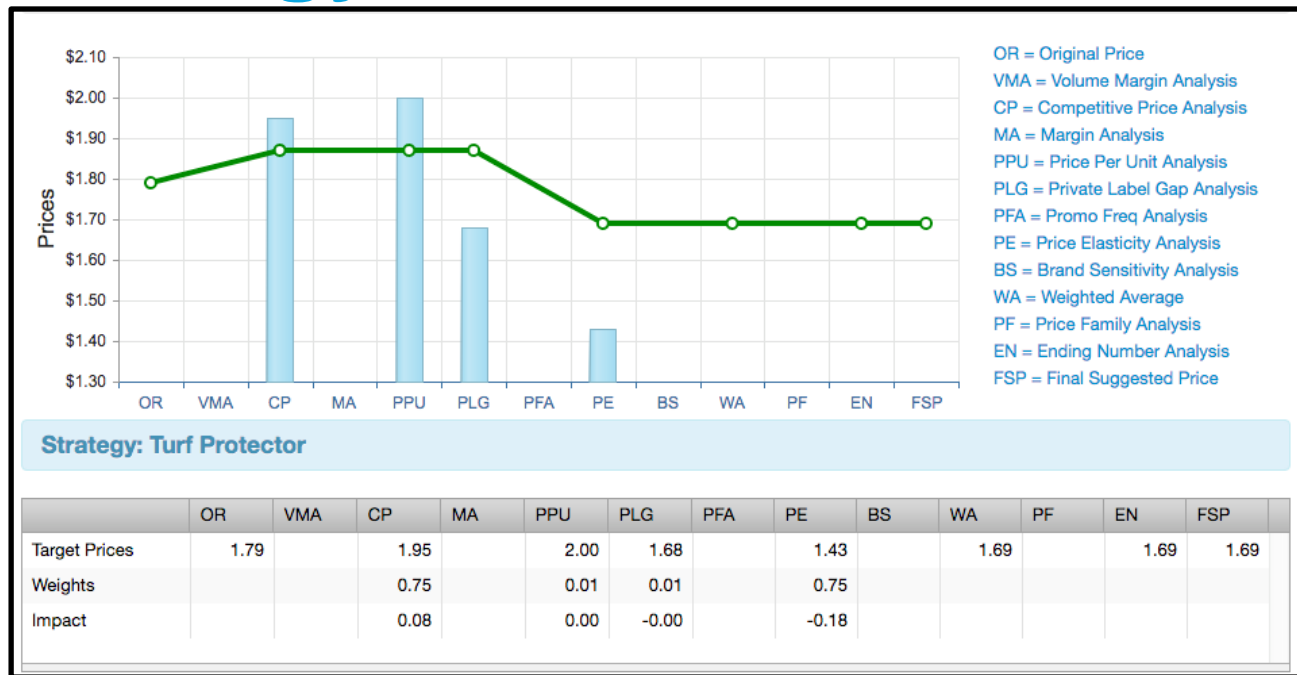 $2.10
$2.00
$1.90
$1.80
$1.70
$1.60
$1.50
$1.40
$1.30
Prices
OR VMA CP MA PPU PLG PFA PE BS WA PF EN FSP
OR = Original Price
VMA = Volume Margin Analysis
CP = Competitive Price Analysis
MA = Margin Analysis
PPU = Price Per Unit Analysis
PLG = Private Label Gap Analysis
PFA = Promo Freq Analysis
PE = Price Elasticity Analysis
BS = Brand Sensitivity Analysis
WA = Weighted Average
PF = Price Family Analysis
EN = Ending Number Analysis
FSP = Final Suggested Price
Strategy: Turf Protector
OR VMA CP MA PPU PLG PFA PE BS WA PF EN FSP
Target Prices 1.79 1.95 2.00 1.68 1.43 1.69 1.69 1.69
Weights 0.75 0.01 0.01 0.75
Impact 0.08 0.00 -0.00 -0.18